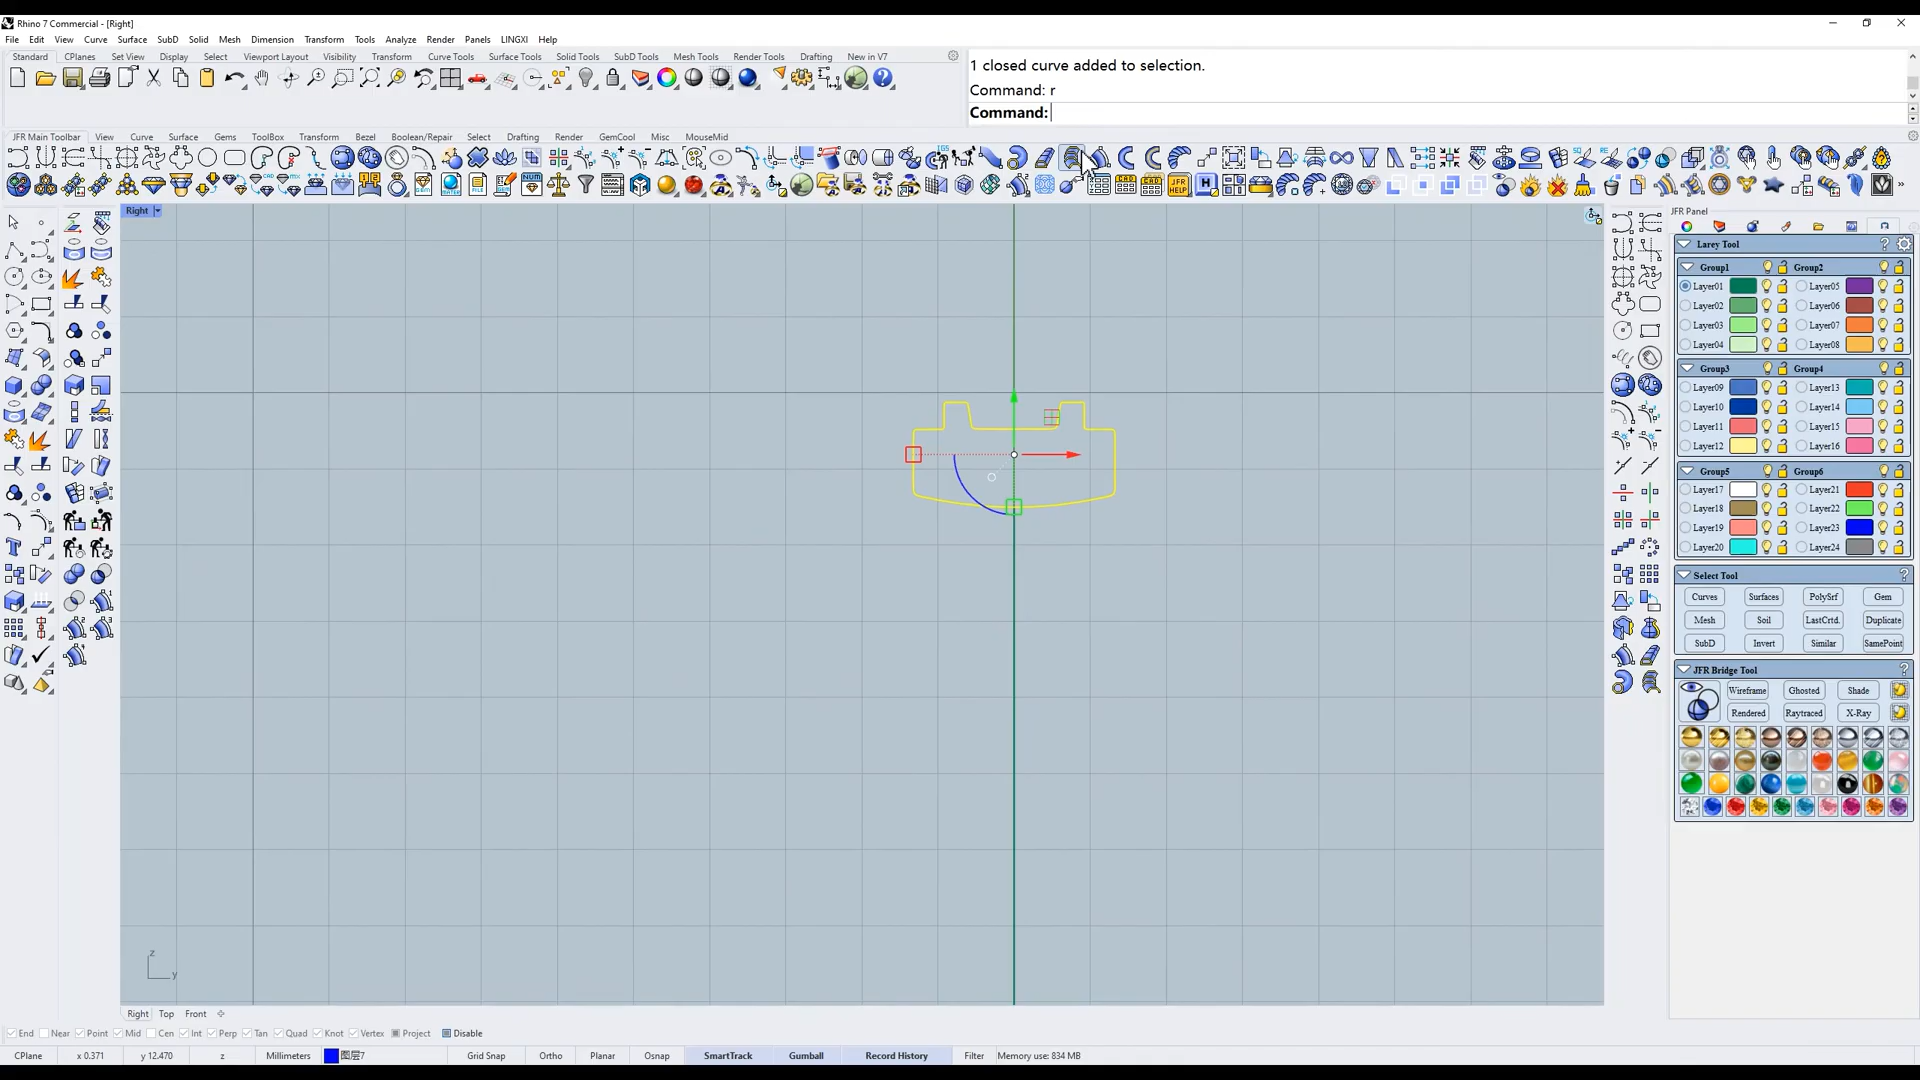 Rhino 7 Commercial - [Right]
File Edit View Curve Surface SubD Solid Mesh Dimension Transform Tools Analyze Render Panels LINGXI Help
Standard CPlanes Set View Display Select Viewport Layout Visibility Transform Curve Tools Surface Tools Solid Tools SubD Tools Mesh Tools Render Tools Drafting New in V7
1 closed curve added to selection.
Command: r
Command:
JFR Main Toolbar View Curve Surface Gems ToolBox Transform Bezel Boolean/Repair Select Drafting Render GemCool Misc MouseMid
Right
JFR Panel
Larey Tool
Group1 Group2
Layer01 Layer05
Layer02 Layer06
Layer03 Layer07
Layer04 Layer08
Group3 Group4
Layer09 Layer13
Layer10 Layer14
Layer11 Layer15
Layer12 Layer16
Group5 Group6
Layer17 Layer21
Layer18 Layer22
Layer19 Layer23
Layer20 Layer24
Select Tool
Curves Surfaces PolySrf Gem
Mesh Soil LastCrtd. Duplicate
SubD Invert Similar SamePoint
JFR Bridge Tool
Wireframe Ghosted Shade
Rendered Raytraced X-Ray
z
y
Right Top Front
End Near Point Mid Cen Int Perp Tan Quad Knot Vertex Project Disable
CPlane x 0.371 y 12.470 z Millimeters 图层7 Grid Snap Ortho Planar Osnap SmartTrack Gumball Record History Filter Memory use: 834 MB